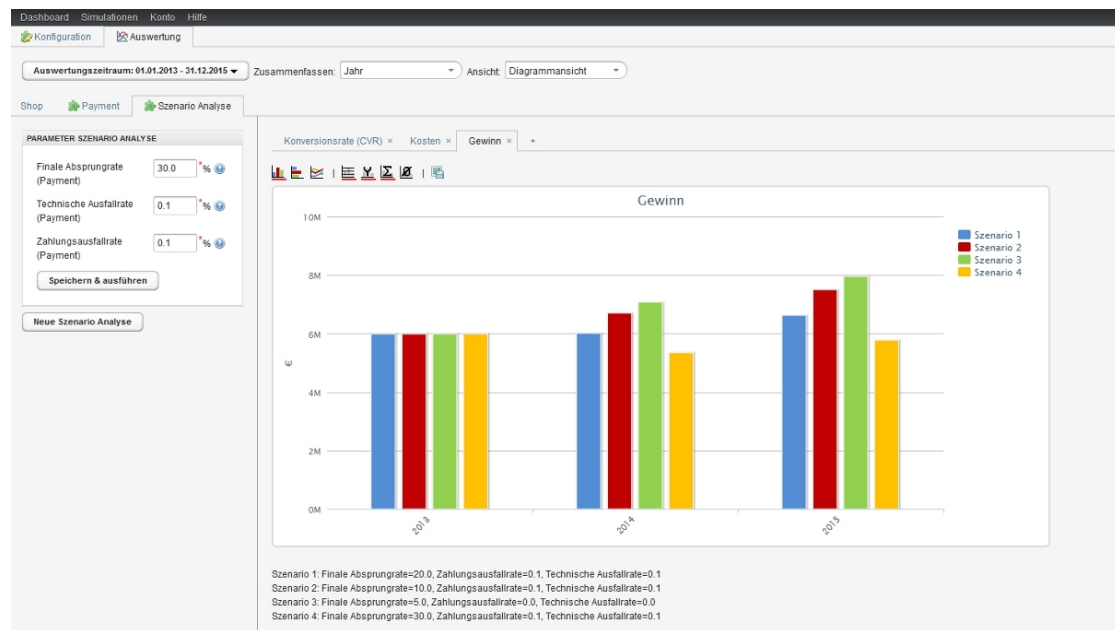 Dashboard Simulationen Konto Hilfe
Konfiguration Auswertung
Auswertungszeitraum: 01.01.2013 - 31.12.2015 Zusammenfassen: Jahr Ansicht: Diagrammansicht
Shop Payment Szenario Analyse
PARAMETER SZENARIO ANALYSE
Finale Absprungrate
(Payment)
30.0 *% 
Technische Ausfallrate
(Payment)
0.1 *%
Zahlungsausfallrate
(Payment)
0.1 *%
Speichern & ausführen
Neue Szenario Analyse
Konversionsrate (CVR) × Kosten × Gewinn × +
Gewinn
10M
8M
6M
4M
2M
0M
€
2013
2014
2015
Szenario 1
Szenario 2
Szenario 3
Szenario 4
Szenario 1: Finale Absprungrate=20.0, Zahlungsausfallrate=0.1, Technische Ausfallrate=0.1
Szenario 2: Finale Absprungrate=10.0, Zahlungsausfallrate=0.1, Technische Ausfallrate=0.1
Szenario 3: Finale Absprungrate=5.0, Zahlungsausfallrate=0.0, Technische Ausfallrate=0.0
Szenario 4: Finale Absprungrate=30.0, Zahlungsausfallrate=0.1, Technische Ausfallrate=0.1